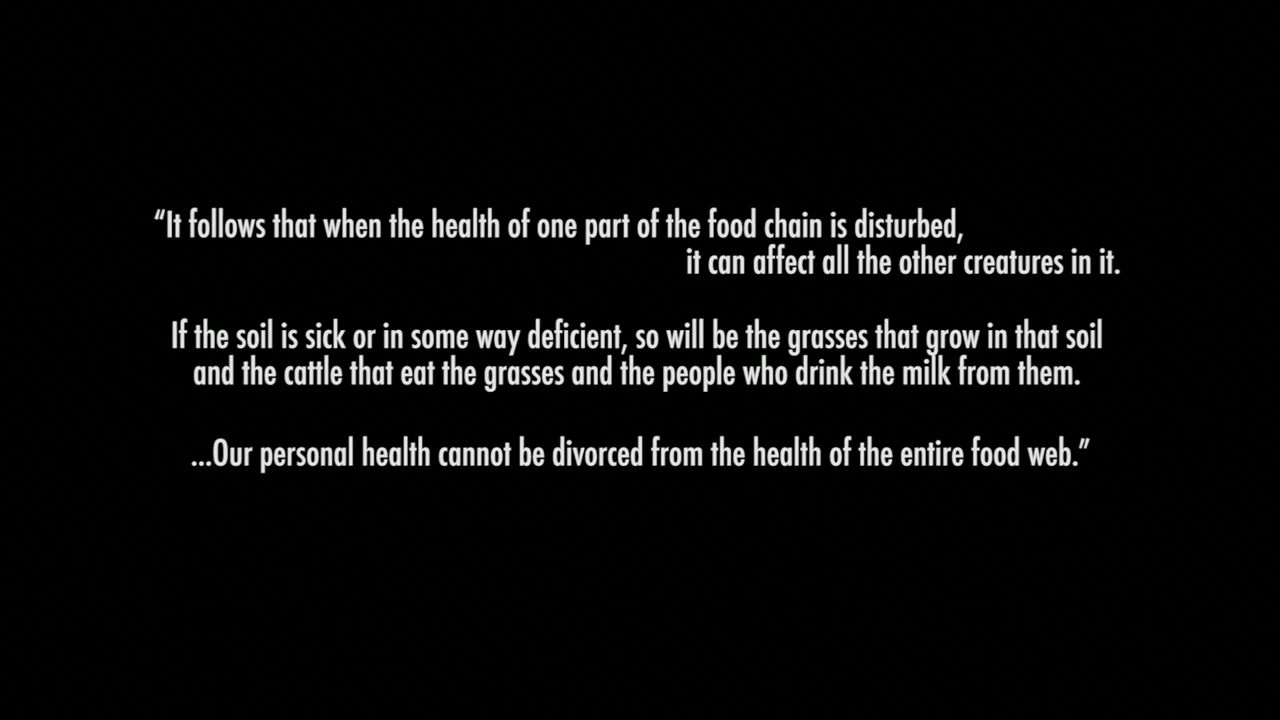 “It follows that when the health of one part of the food chain is disturbed,
it can affect all the other creatures in it.
If the soil is sick or in some way deficient, so will be the grasses that grow in that soil
and the cattle that eat the grasses and the people who drink the milk from them.
...Our personal health cannot be divorced from the health of the entire food web.”